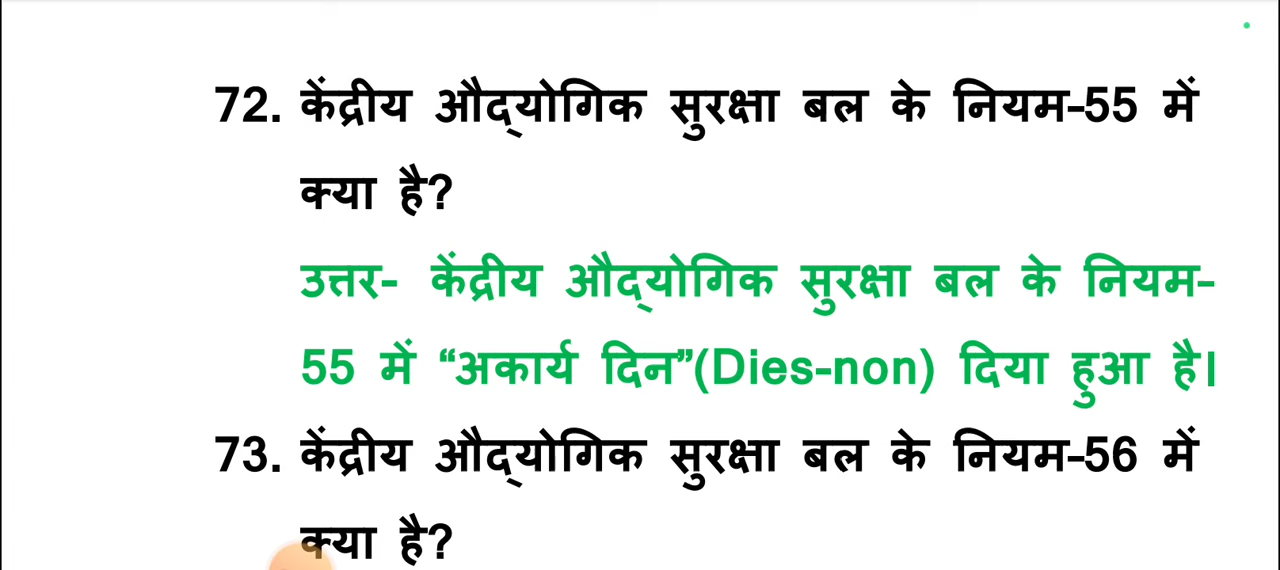 72. केंद्रीय औद्योगिक सुरक्षा बल के नियम-55 में
क्या है?
उत्तर- केंद्रीय औद्योगिक सुरक्षा बल के नियम-
55 में “अकार्य दिन”(Dies-non) दिया हुआ है।
73. केंद्रीय औद्योगिक सुरक्षा बल के नियम-56 में
क्या है?